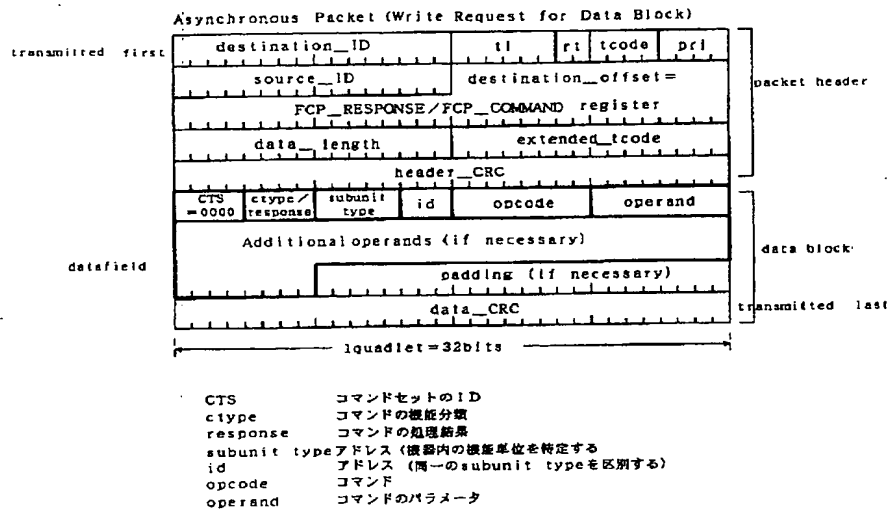 Asynchronous Packet (Write Request for Data Block)
transmitted first
destination_ID tl rt tcode pri
source_ID destination_offset=
packet header
FCP_RESPONSE/FCP_COMMAND register
data_length extended_tcode
header_CRC
CTS =0000 ctype/ response subunit type id opcode operand
Additional operands (if necessary)
data block
datafield
padding (if necessary)
data_CRC
transmitted last
1quadlet=32bits
CTS コマンドセットのID
ctype コマンドの機能分類
response コマンドの処理結果
subunit type アドレス (機器内の機能単位を特定する
id アドレス (同一のsubunit typeを区別する)
opcode コマンド
operand コマンドのパラメータ